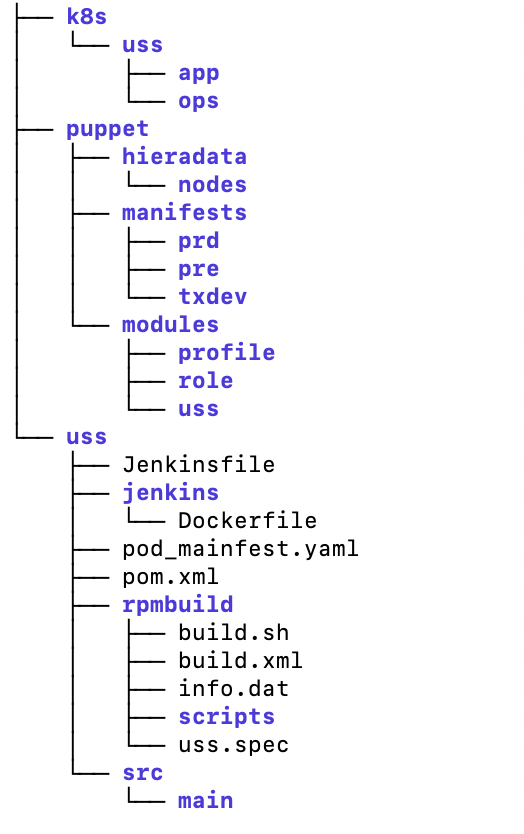 ├── k8s
│   └── uss
│       ├── app
│       └── ops
├── puppet
│   ├── hieradata
│   │   └── nodes
│   ├── manifests
│   │   ├── prd
│   │   ├── pre
│   │   └── txdev
│   └── modules
│       ├── profile
│       ├── role
│       └── uss
└── uss
    ├── Jenkinsfile
    ├── jenkins
    │   └── Dockerfile
    ├── pod_mainfest.yaml
    ├── pom.xml
    ├── rpmbuild
    │   ├── build.sh
    │   ├── build.xml
    │   ├── info.dat
    │   ├── scripts
    │   └── uss.spec
    └── src
        └── main